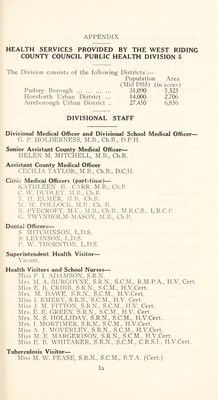 APPENDIX
HEALTH SERVICES PROVIDED BY THE WEST RIDING
COUNTY COUNCIL PUBLIC HEALTH DIVISION 5
The Division consists of the following Districts:—
Population Area
(Mid 1955) (in acres)
Pudsey Borough ... ... ... ... 31,090 5,323
Horsforth Urban District ... 14,000 2,706
Aireborough Urban District .. 27,450 6,856
DIVISIONAL STAFF
Divisional Medical Officer and Divisional School Medical Officer—
G. P. HOLDERNESS, M.B., Ch.B., D.P.H.
Senior Assistant County Medical Officer—
HELEN M. MITCHELL, M.B., Ch.B.
Assistant County Medical Officer
CECILIA TAYLOR, M.B., Ch.B., D.C.H.
Clinic Medical Officers (part-time)—
KATHLEEN B. CARR, M.B., Ch.B.
C. W. DUDLEY, M.B., Ch.B.
T. H. ELMER, M.B., Ch.B.
W. W. POLLOCK, M.B., Ch.B.
N. PYECROFT, M.C., M.B., Ch.B., M.R.C.S., L.R.C.P.
G. TWYNHOLM-MASON, M.B., Ch.B.
Dental Officers—
S. MITCHINSON, L.D.S.
S. LEVINSON, L.D.S.
P. W. THORNTON, L.D.S.
Superintendent Health Visitor—
Vacant.
Health Visitors and School Nurses—
Miss P. I. ADAMSON, S.R.N.
Mrs. M. A. BURGOYNE, S.R.N., S.C.M., R.M.P.A., H.V. Cert.
Miss E. B. CRIBB, S.R.N., S.C.M., H.V.Cert.
Mrs. M. DAWE, S.R.N., S.C.M., H.V.Cert.
Miss I. EMERY, S.R.N., S.C.M., H.V.Cert.
Miss J. M. FITTON, S.R.N., S.C.M., H.V.Cert.
Mrs. E. E. GREEN, S.R.N., S.C.M., H.V. Cert.
Mrs. N. S. HOLLIDAY, S.R.N., S.C.M., H.V.Cert.
Mrs. I. MORTIMER, S.R.N., S.C.M., H.V.Cert.
Miss A. J. MOVERLEY, S.R.N., S.C.M., H.V.Cert.
Miss M. E. MARGERISON, S.R.N., S.C.M., H.V.Cert.
Miss E. B. WHITAKER, S.R.N., S.C.M., C.R.S.I., H.V.Cert.
Tuberculosis Visitor—
Miss M. W. PEASE, S.R.N., S.C.M., B.T.A. (Cert.)
1a